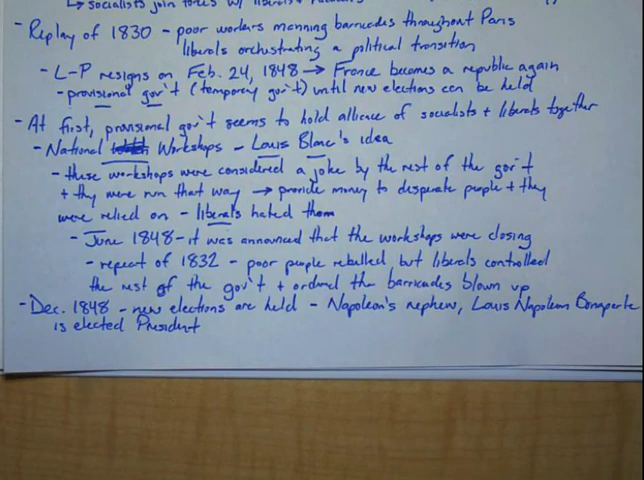 ↳ socialists join forces w/ liberals
- Replay of 1830 - poor workers manning barricades throughout Paris
liberals orchestrating a political transition
- L-P resigns on Feb. 24, 1848 → France becomes a republic again
- provisional gov't (temporary gov't) until new elections can be held
- At first, provisional gov't seems to hold alliance of socialists + liberals together
- National Workshops - Louis Blanc's idea
- these workshops were considered a joke by the rest of the gov't
+ they were run that way → provide money to desperate people + they
were relied on - liberals hated them
- June 1848 - it was announced that the workshops were closing
- repeat of 1832 - poor people rebelled but liberals controlled
the rest of the gov't + ordered the barricades blown up
- Dec. 1848 - new elections are held - Napoleon's nephew, Louis Napoleon Bonaparte
is elected President